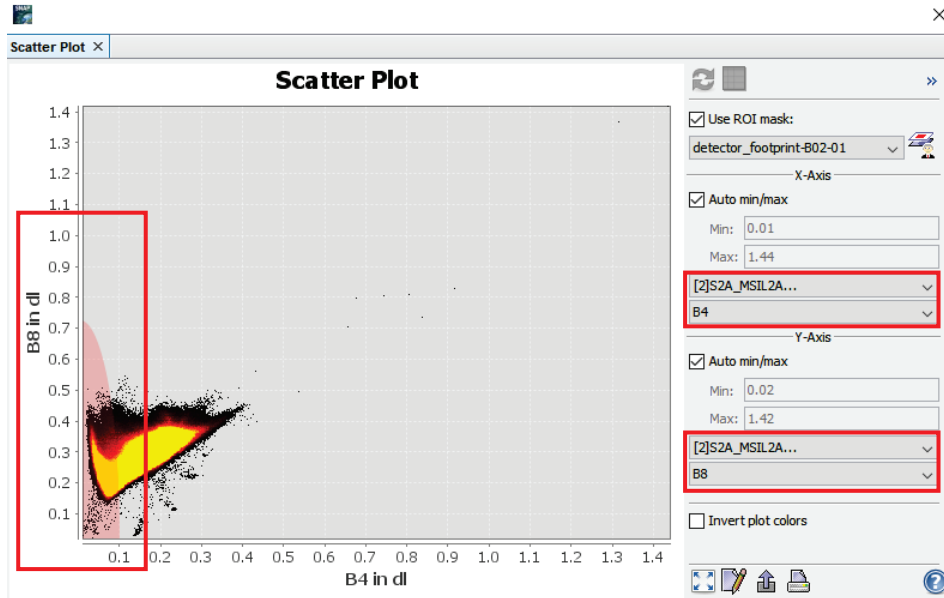 SNAP
Scatter Plot ×
Scatter Plot
1.4
1.3
1.2
1.1
1.0
0.9
0.8
0.7
0.6
0.5
0.4
0.3
0.2
0.1
B8 in dl
0.1 0.2 0.3 0.4 0.5 0.6 0.7 0.8 0.9 1.0 1.1 1.2 1.3 1.4
B4 in dl
»
Use ROI mask:
detector_footprint-B02-01
X-Axis
Auto min/max
Min: 0.01
Max: 1.44
[2]S2A_MSIL2A...
B4
Y-Axis
Auto min/max
Min: 0.02
Max: 1.42
[2]S2A_MSIL2A...
B8
Invert plot colors
?